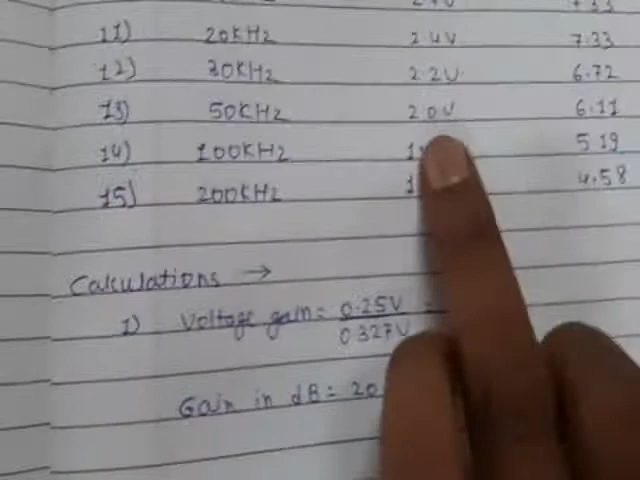 11) 20KHz 2.4V 7.33
12) 30KHz 2.2V 6.72
13) 50KHz 2.0V 6.11
14) 100KHz 5.19
15) 200KHz 4.58
Calculations →
1) Voltage gain = 0.25V =
0.327V
Gain in dB = 20